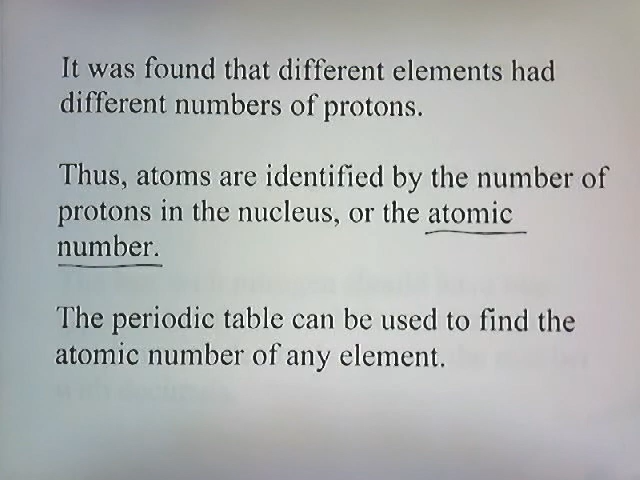 It was found that different elements had
different numbers of protons.
Thus, atoms are identified by the number of
protons in the nucleus, or the atomic
number.
The periodic table can be used to find the
atomic number of any element.